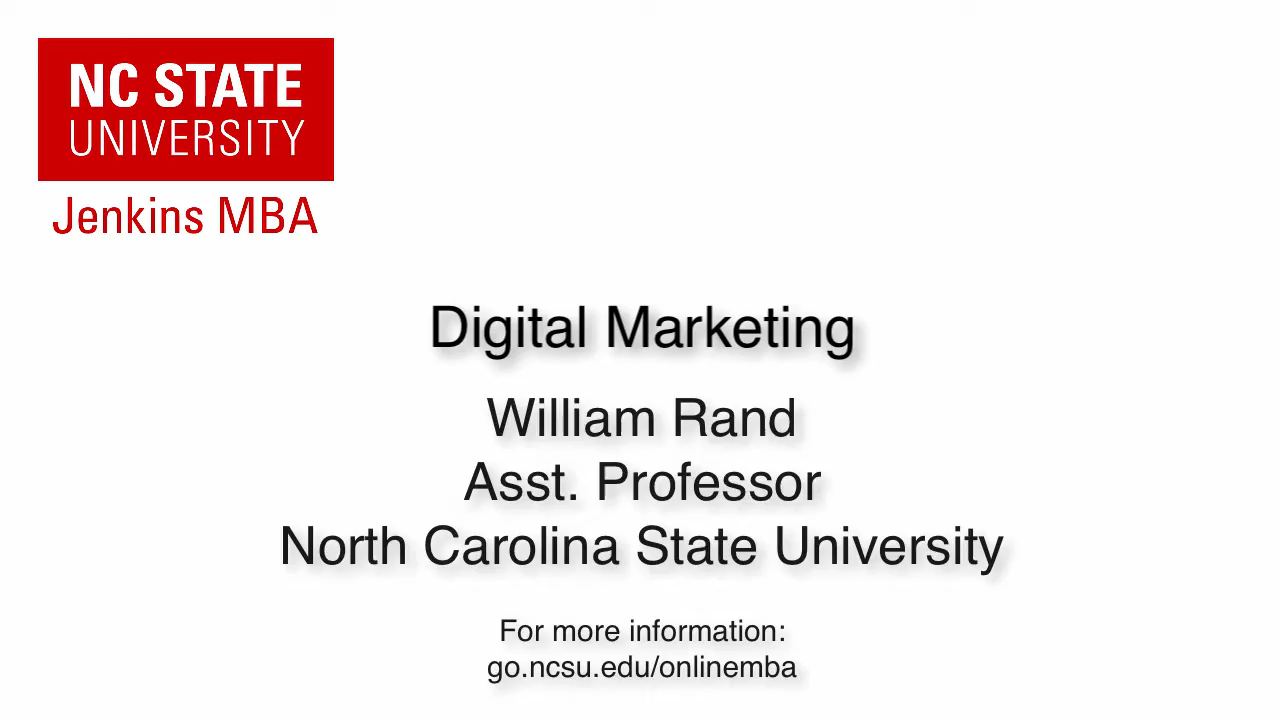 NC STATE
UNIVERSITY
Jenkins MBA
Digital Marketing
William Rand
Asst. Professor
North Carolina State University
For more information:
go.ncsu.edu/onlinemba